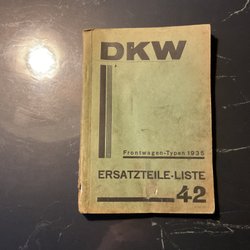 DKW
Frontwagen-Typen 1935
ERSATZTEILE-LISTE
42